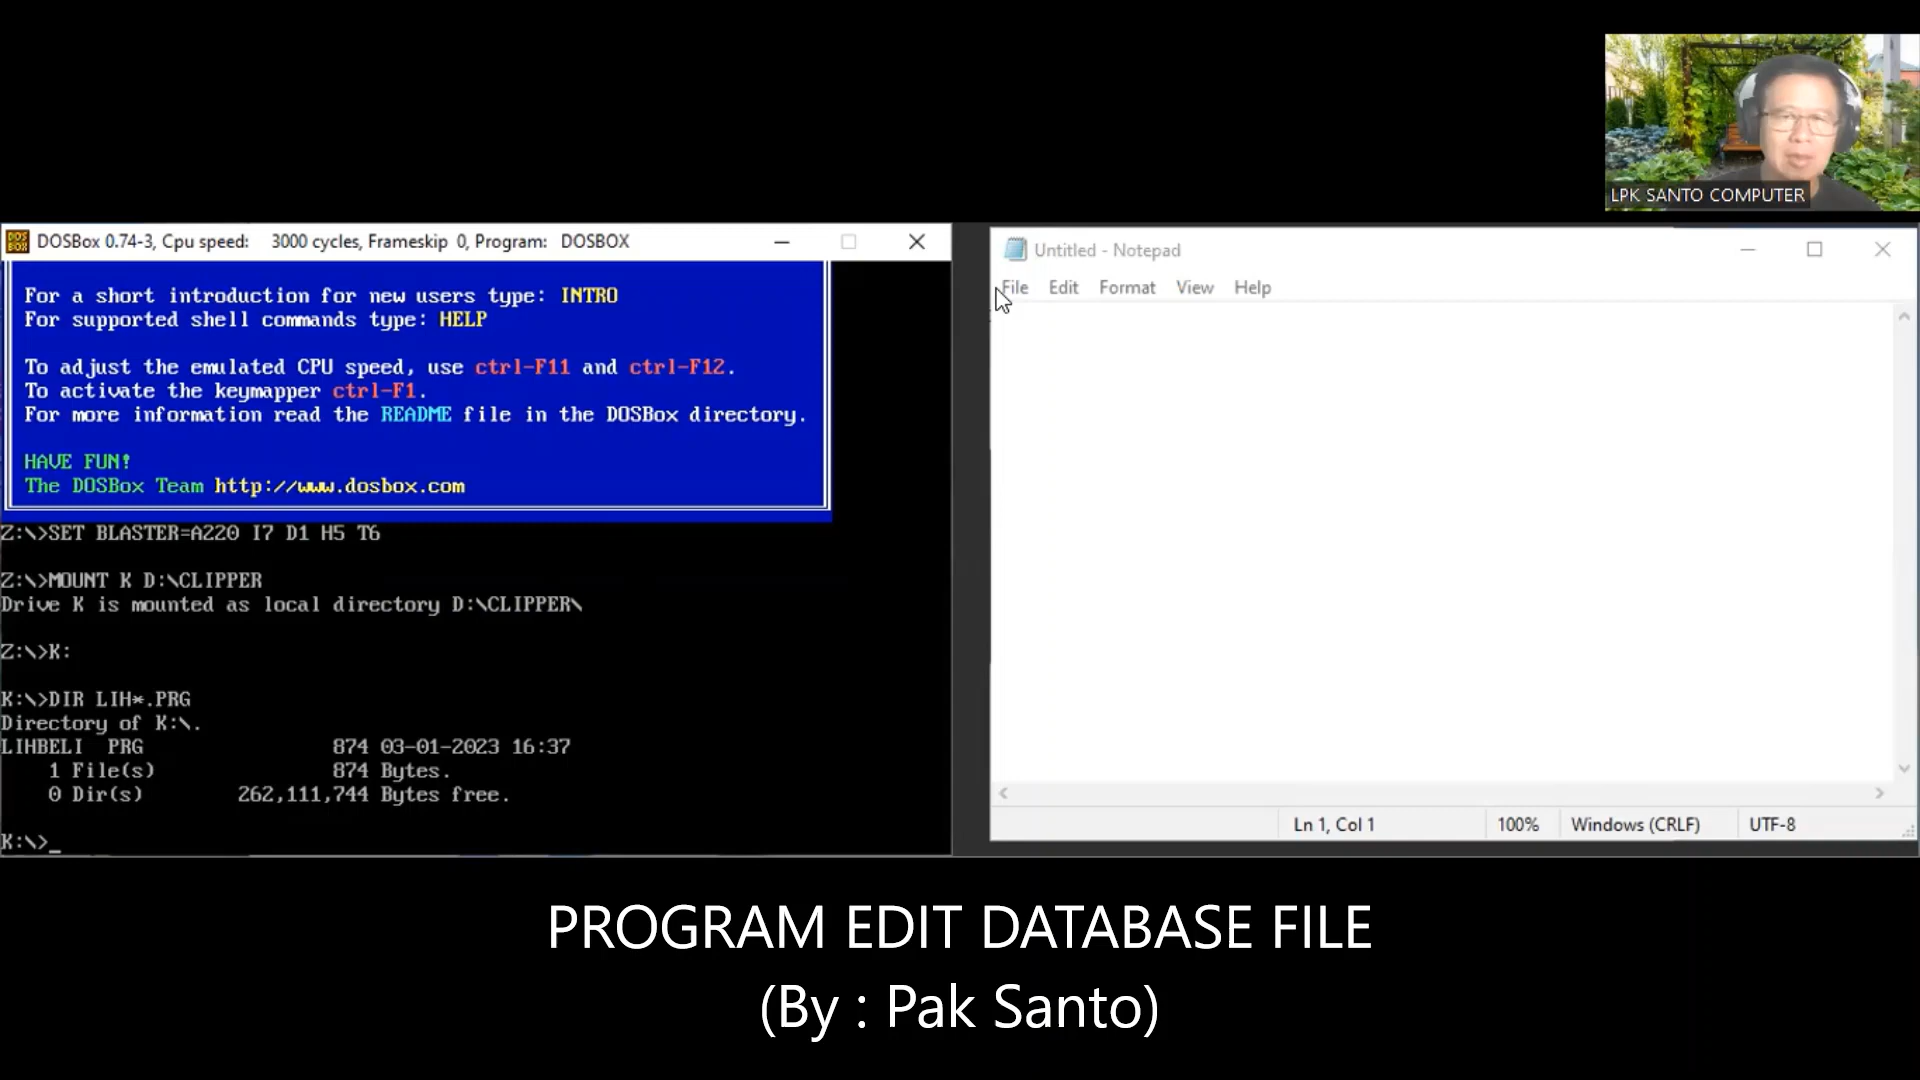 LPK SANTO COMPUTER
DOSBox 0.74-3, Cpu speed: 3000 cycles, Frameskip 0, Program: DOSBOX
For a short introduction for new users type: INTRO
For supported shell commands type: HELP
To adjust the emulated CPU speed, use ctrl-F11 and ctrl-F12.
To activate the keymapper ctrl-F1.
For more information read the README file in the DOSBox directory.
HAVE FUN!
The DOSBox Team http://www.dosbox.com
Z:\>SET BLASTER=A220 I7 D1 H5 T6
Z:\>MOUNT K D:\CLIPPER
Drive K is mounted as local directory D:\CLIPPER\
Z:\>K:
K:\>DIR LIH*.PRG
Directory of K:\.
LIHBELI PRG 874 03-01-2023 16:37
1 File(s) 874 Bytes.
0 Dir(s) 262,111,744 Bytes free.
K:\>_
Untitled - Notepad
File Edit Format View Help
Ln 1, Col 1 100% Windows (CRLF) UTF-8
PROGRAM EDIT DATABASE FILE
(By : Pak Santo)